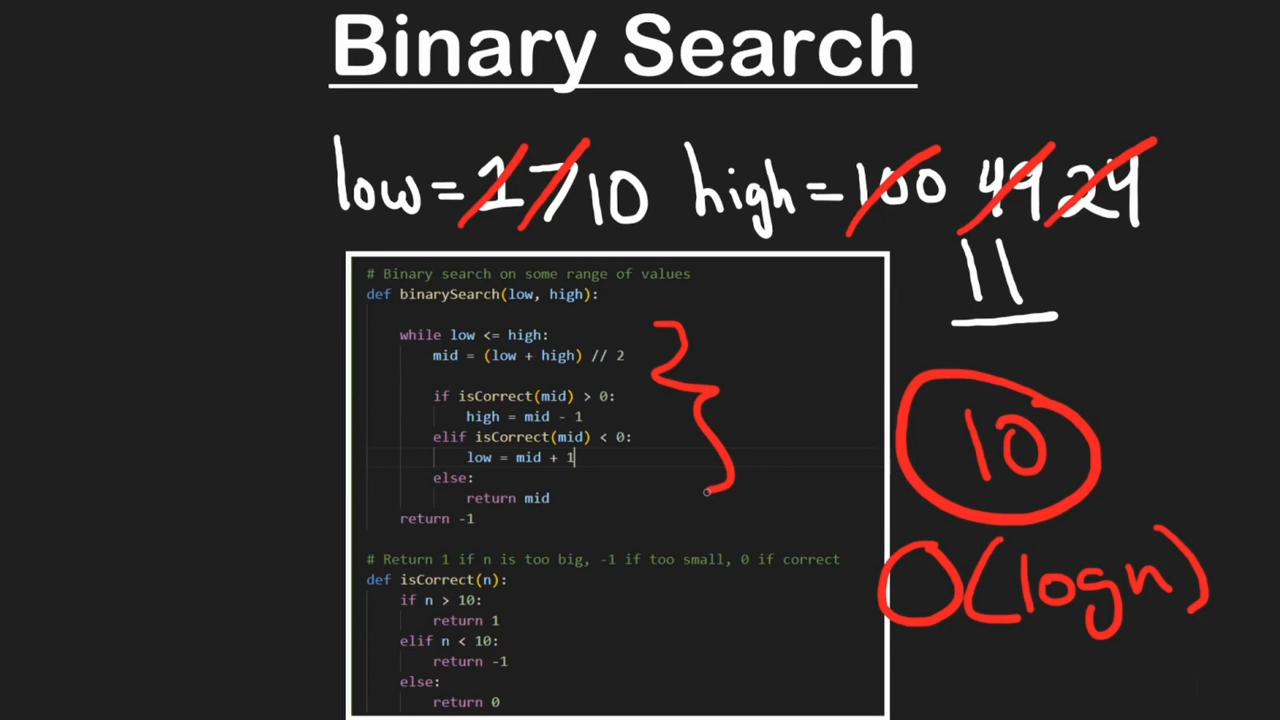 Binary Search
low = 1 7 10 high = 100 49 24
11
# Binary search on some range of values
def binarySearch(low, high):
while low <= high:
mid = (low + high) // 2
if isCorrect(mid) > 0:
high = mid - 1
elif isCorrect(mid) < 0:
low = mid + 1
else:
return mid
return -1
10
O(logn)
# Return 1 if n is too big, -1 if too small, 0 if correct
def isCorrect(n):
if n > 10:
return 1
elif n < 10:
return -1
else:
return 0